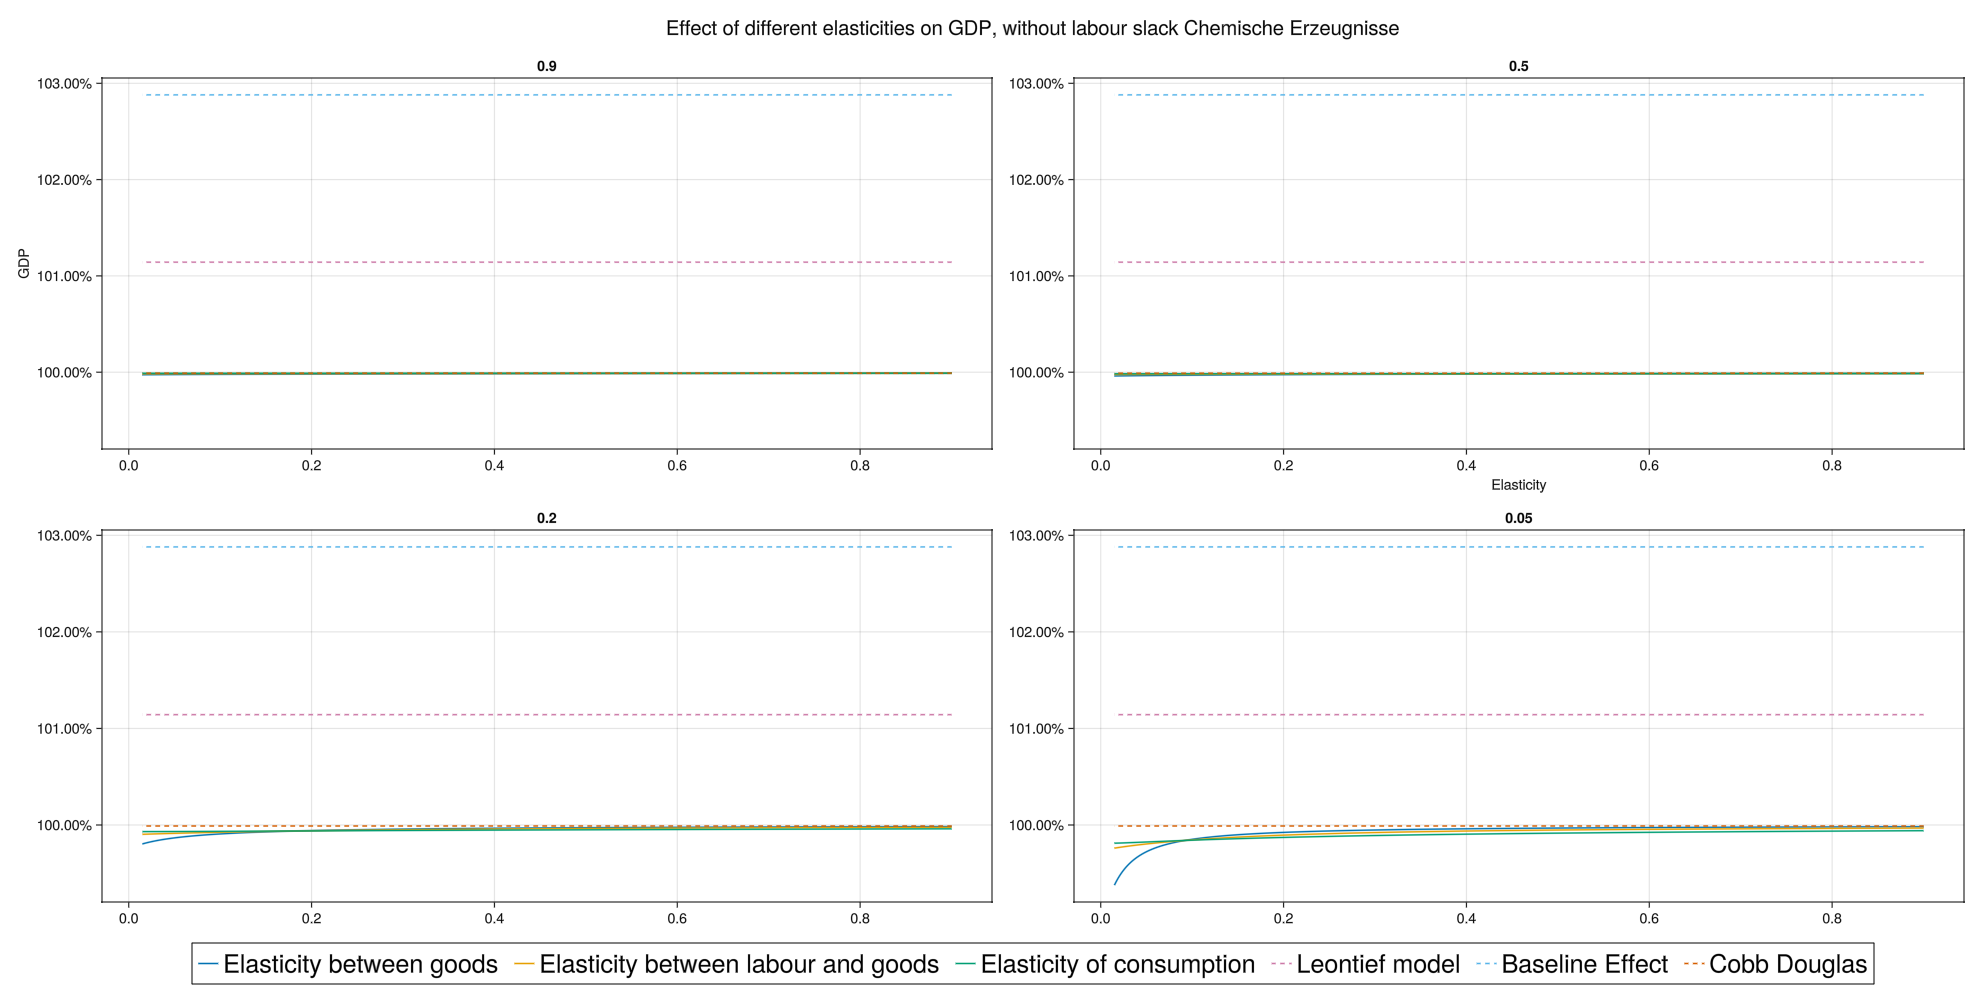 Effect of different elasticities on GDP, without labour slack Chemische Erzeugnisse
0.9
103.00%
102.00%
101.00%
100.00%
GDP
0.0 0.2 0.4 0.6 0.8
0.5
103.00%
102.00%
101.00%
100.00%
0.0 0.2 0.4 0.6 0.8
Elasticity
0.2
103.00%
102.00%
101.00%
100.00%
0.0 0.2 0.4 0.6 0.8
0.05
103.00%
102.00%
101.00%
100.00%
0.0 0.2 0.4 0.6 0.8
Elasticity between goods Elasticity between labour and goods Elasticity of consumption Leontief model Baseline Effect Cobb Douglas